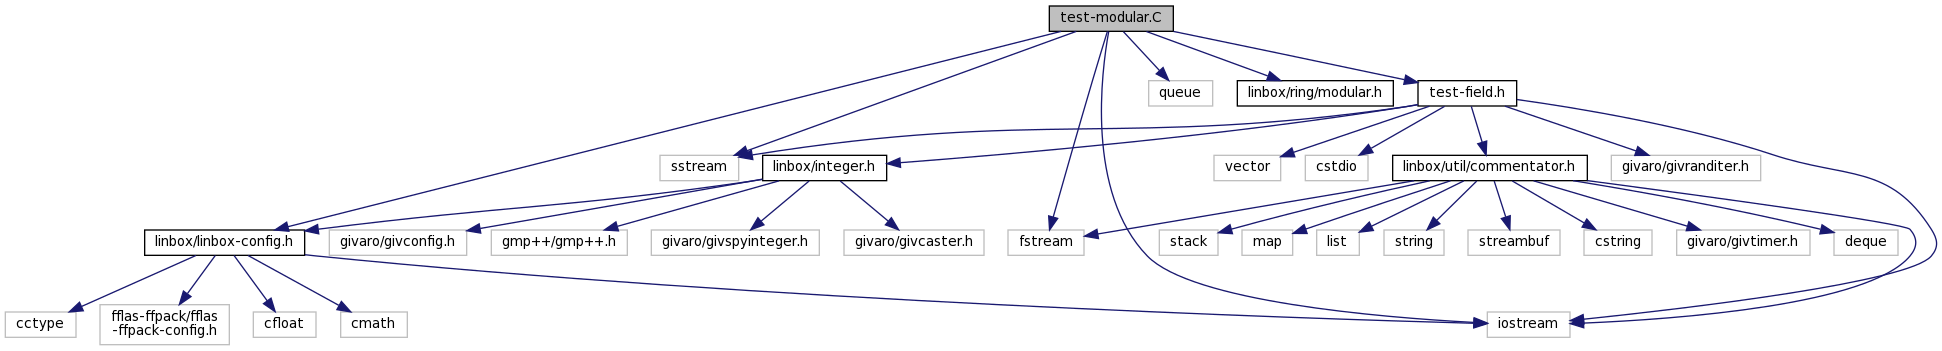 test-modular.C
queue
linbox/ring/modular.h
test-field.h
sstream
linbox/integer.h
vector
cstdio
linbox/util/commentator.h
givaro/givranditer.h
linbox/linbox-config.h
givaro/givconfig.h
gmp++/gmp++.h
givaro/givspyinteger.h
givaro/givcaster.h
fstream
stack
map
list
string
streambuf
cstring
givaro/givtimer.h
deque
cctype
fflas-ffpack/fflas
-ffpack-config.h
cfloat
cmath
iostream